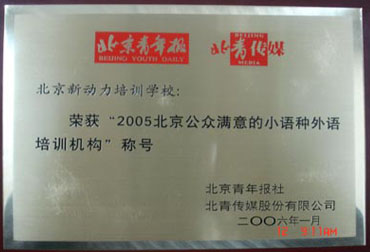 北京青年报 北青传媒
BEIJING YOUTH DAILY BEIJING MEDIA
北京新动力培训学校:
荣获“2005北京公众满意的小语种外语
培训机构”称号
北京青年报社
北青传媒股份有限公司
二〇〇六年一月